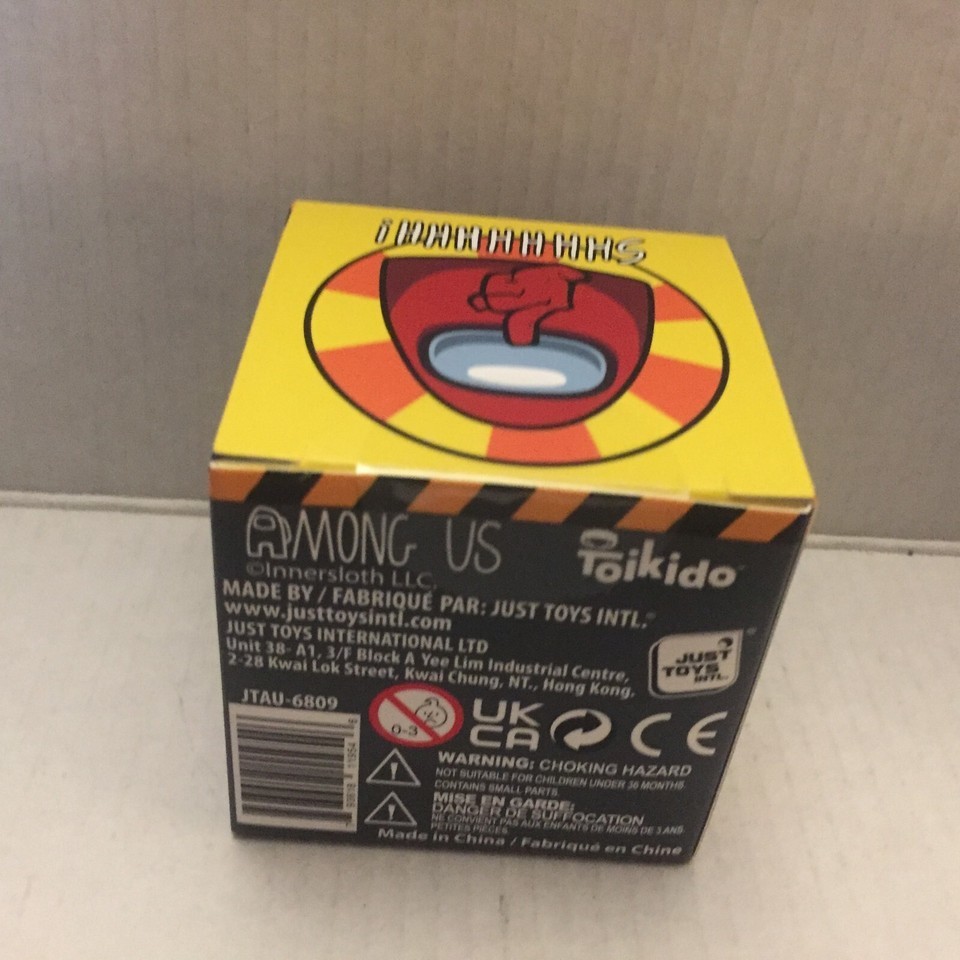 SHHHHHHH!
AMONG US
©Innersloth LLC.
Toikido™
MADE BY / FABRIQUÉ PAR: JUST TOYS INTL.®
www.justtoysintl.com
JUST TOYS INTERNATIONAL LTD
Unit 38- A1, 3/F Block A Yee Lim Industrial Centre,
2-28 Kwai Lok Street, Kwai Chung, NT., Hong Kong,
JUST
TOYS
INTL.
JTAU-6809
0-3
UK
CA
CE
WARNING: CHOKING HAZARD
NOT SUITABLE FOR CHILDREN UNDER 36 MONTHS
CONTAINS SMALL PARTS.
MISE EN GARDE:
DANGER DE SUFFOCATION
NE CONVIENT PAS AUX ENFANTS DE MOINS DE 3 ANS
PETITES PIÈCES
Made in China / Fabriqué en Chine